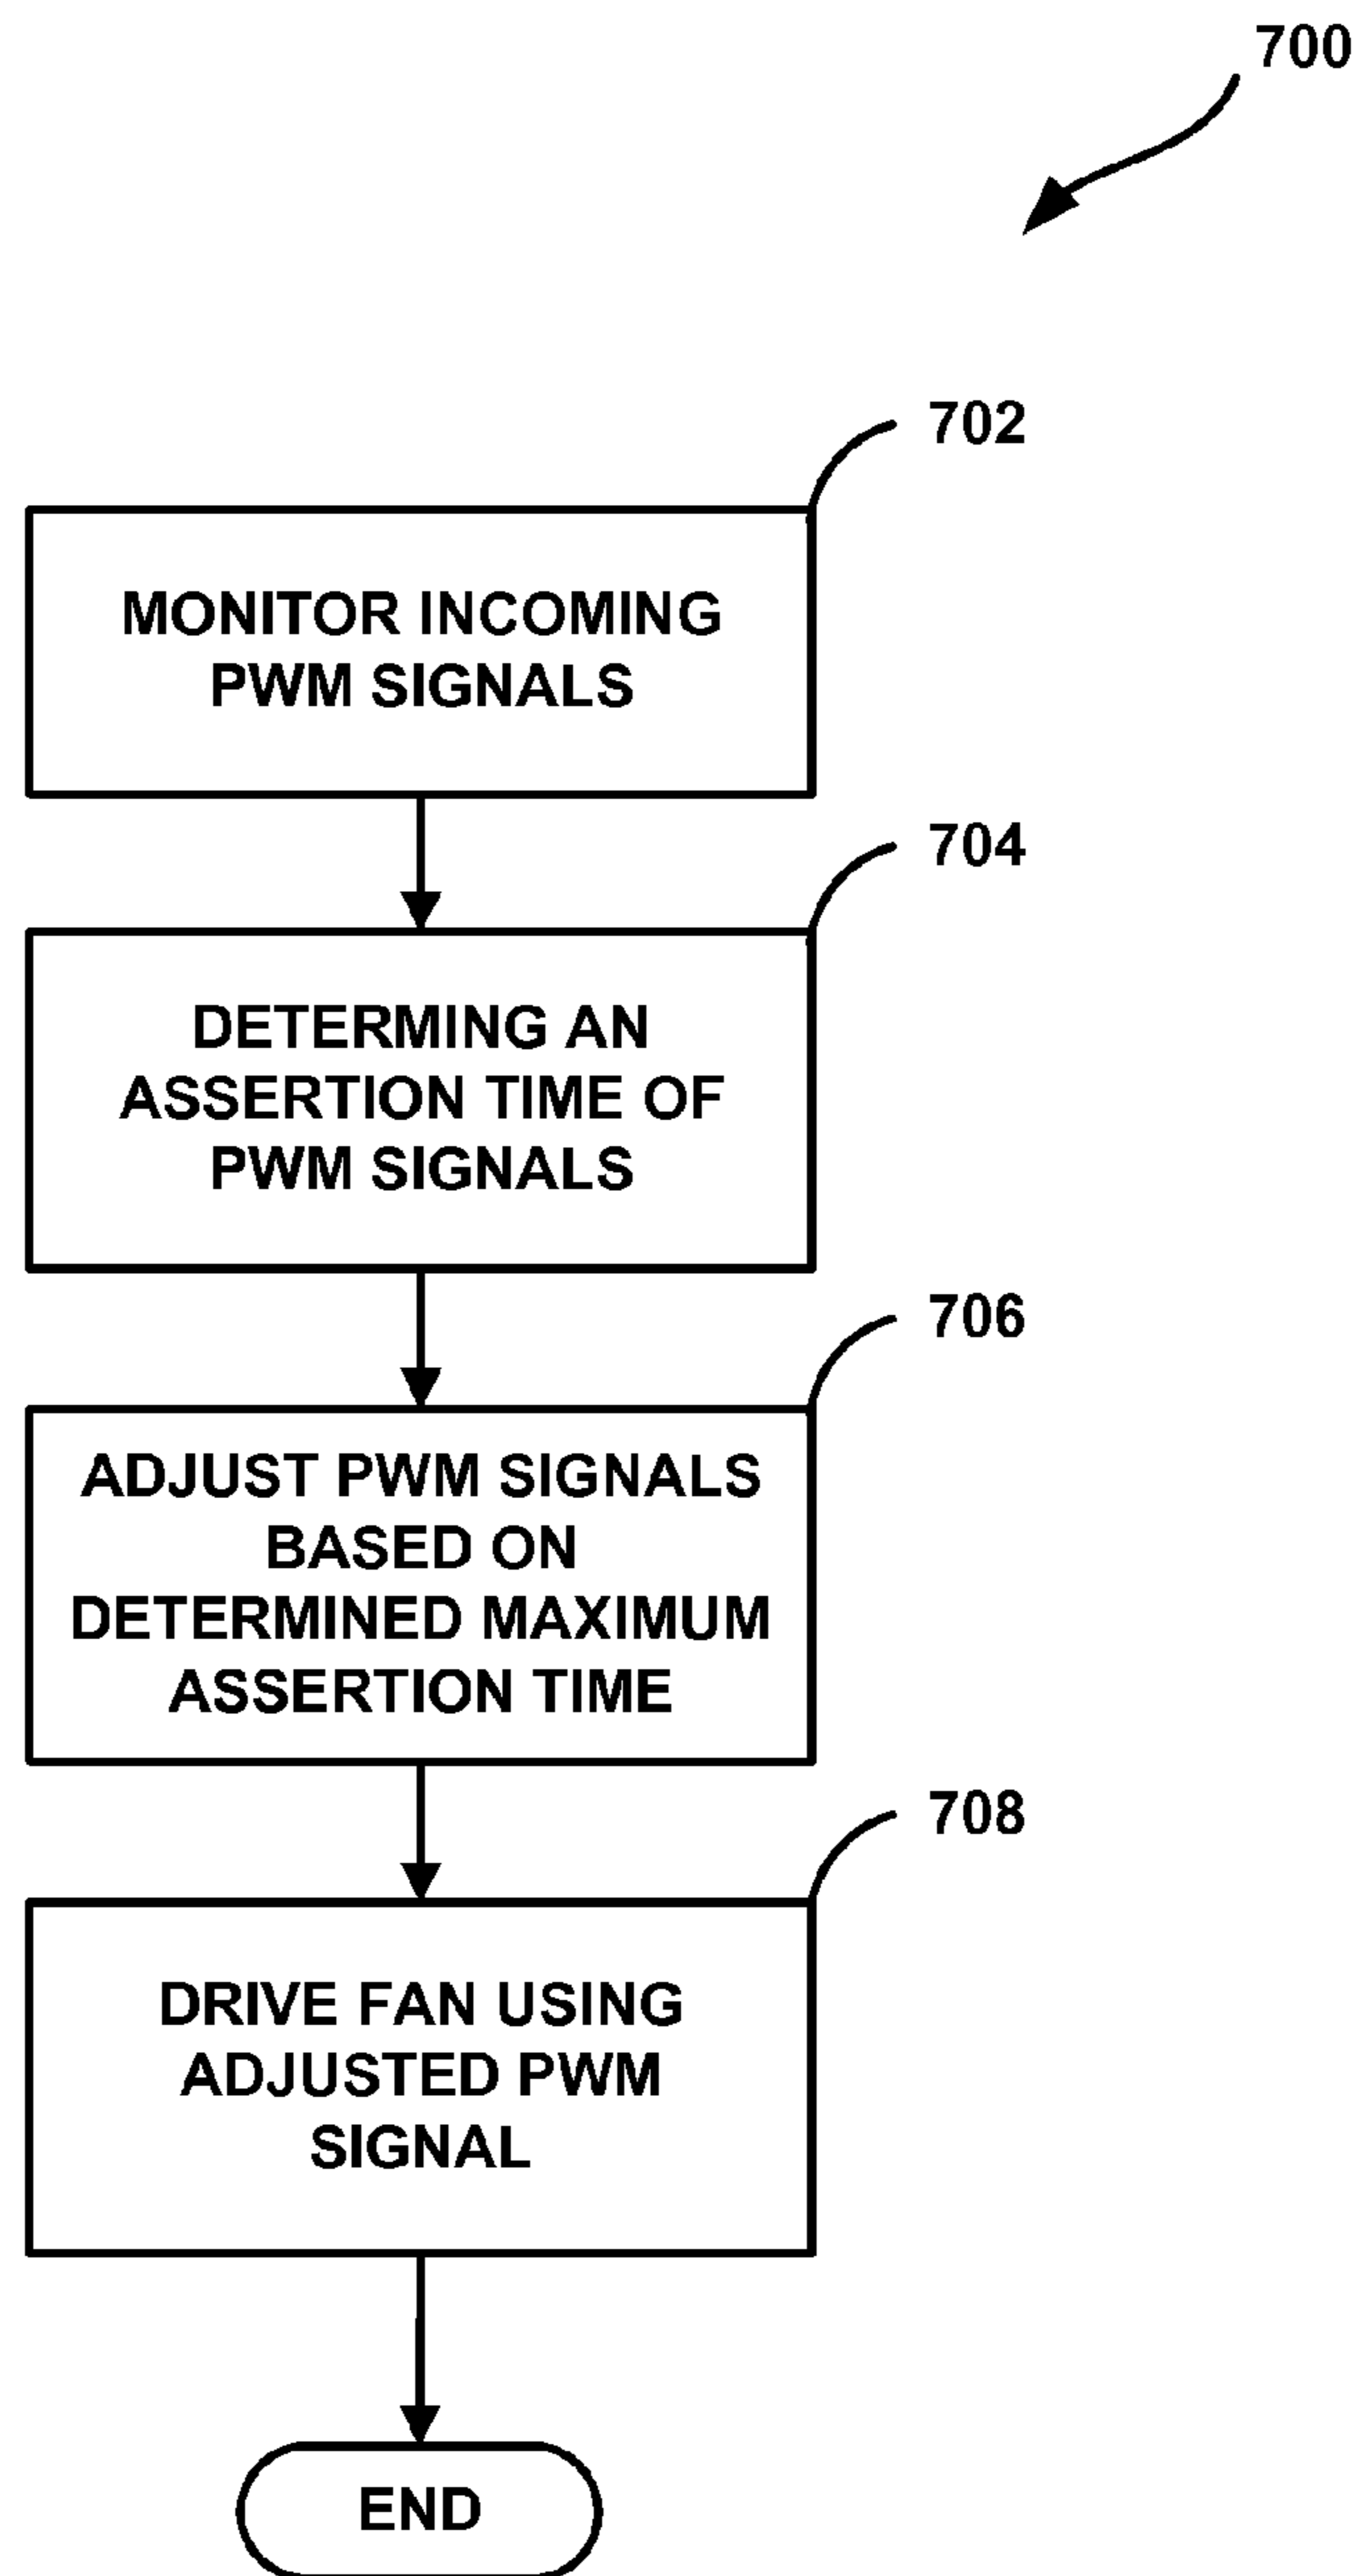 700
702
MONITOR INCOMING
PWM SIGNALS
704
DETERMING AN
ASSERTION TIME OF
PWM SIGNALS
706
ADJUST PWM SIGNALS
BASED ON
DETERMINED MAXIMUM
ASSERTION TIME
708
DRIVE FAN USING
ADJUSTED PWM
SIGNAL
END